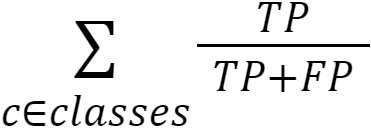 ∑ TP
c∈classes TP+FP